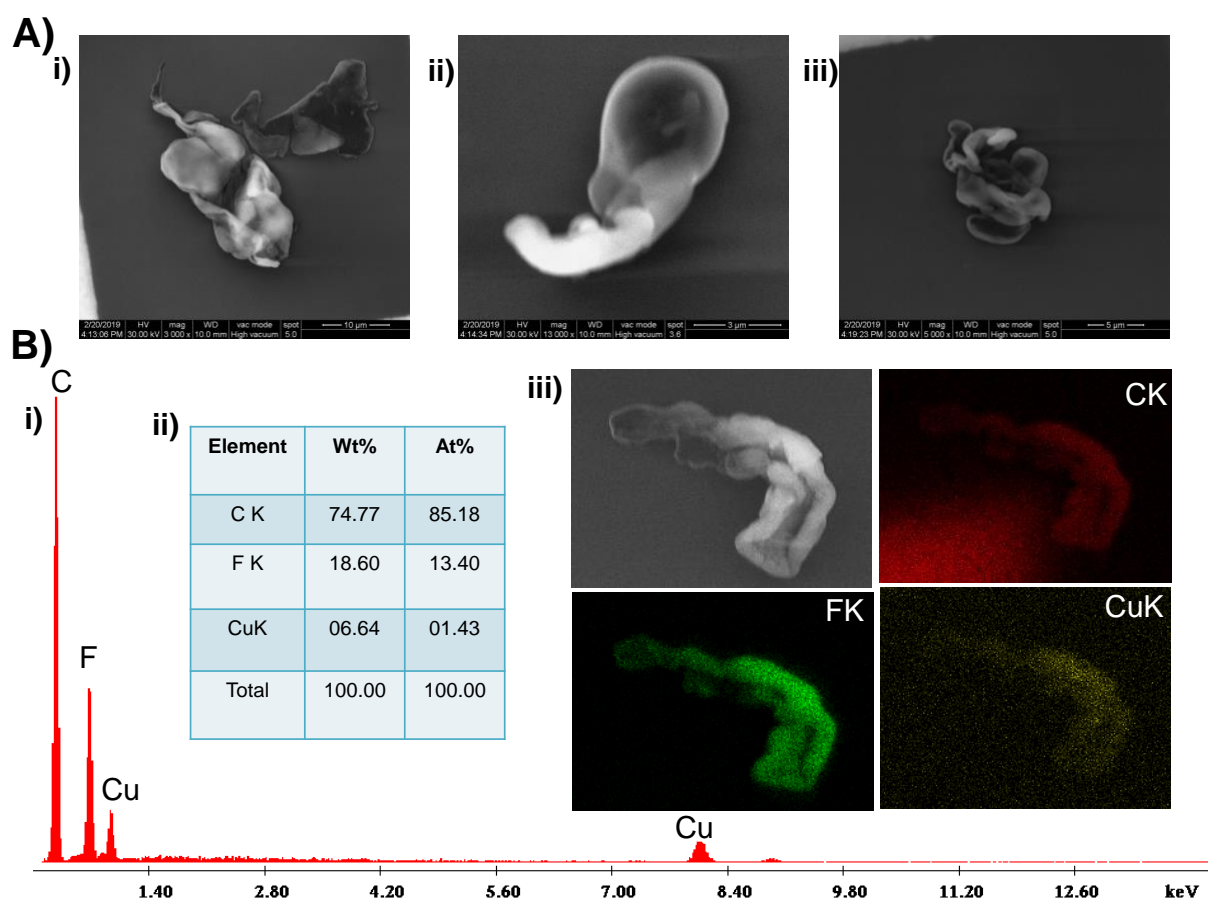 A)
i)
ii)
iii)
2/20/2019 HV mag WD vac mode spot 10 µm
4:13:06 PM 30.00 kV 3 000 x 10.0 mm High vacuum 5.0
2/20/2019 HV mag WD vac mode spot 3 µm
4:14:34 PM 30.00 kV 13 000 x 10.0 mm High vacuum 3.6
2/20/2019 HV mag WD vac mode spot 5 µm
4:19:23 PM 30.00 kV 5 000 x 10.0 mm High vacuum 5.0
B)
i)
C
F
Cu
Cu
1.40 2.80 4.20 5.60 7.00 8.40 9.80 11.20 12.60 keV
ii)
Element Wt% At%
C K 74.77 85.18
F K 18.60 13.40
CuK 06.64 01.43
Total 100.00 100.00
iii)
CK
FK
CuK